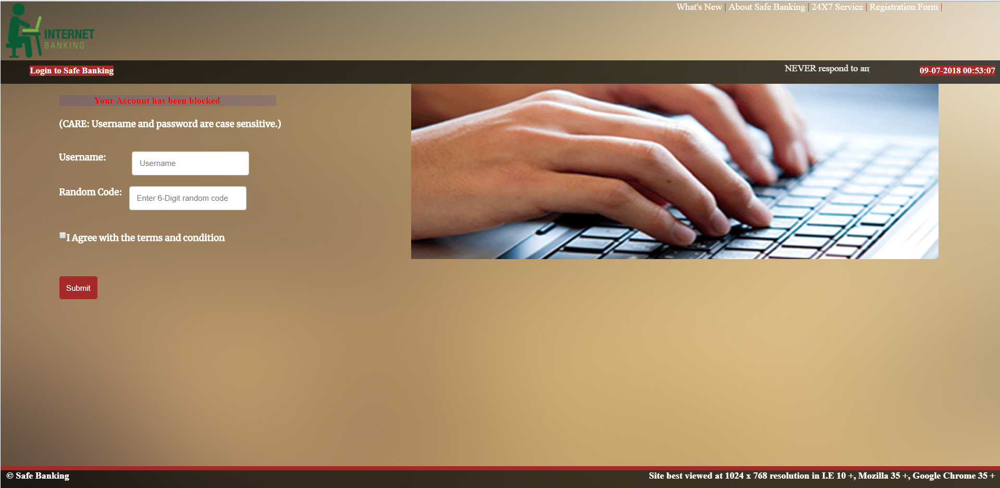 What's New | About Safe Banking | 24X7 Service | Registration Form |
INTERNET
BANKING
Login to Safe Banking
NEVER respond to an
09-07-2018 00:53:07
Your Account has been blocked
(CARE: Username and password are case sensitive.)
Username:
Username
Random Code:
Enter 6-Digit random code
I Agree with the terms and condition
Submit
© Safe Banking
Site best viewed at 1024 x 768 resolution in I.E 10 +, Mozilla 35 +, Google Chrome 35 +